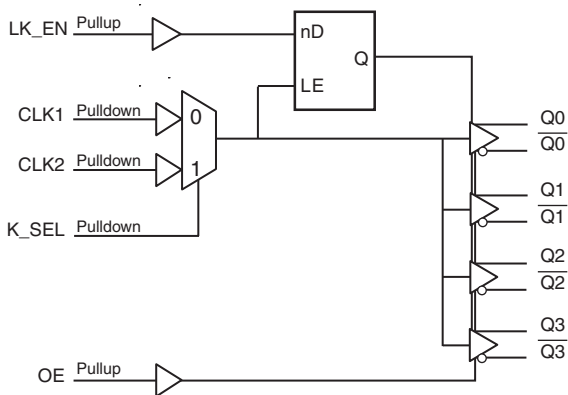 LK_EN Pullup
nD
Q
LE
CLK1 Pulldown
0
CLK2 Pulldown
1
K_SEL Pulldown
Q0
Q0
Q1
Q1
Q2
Q2
Q3
Q3
OE Pullup